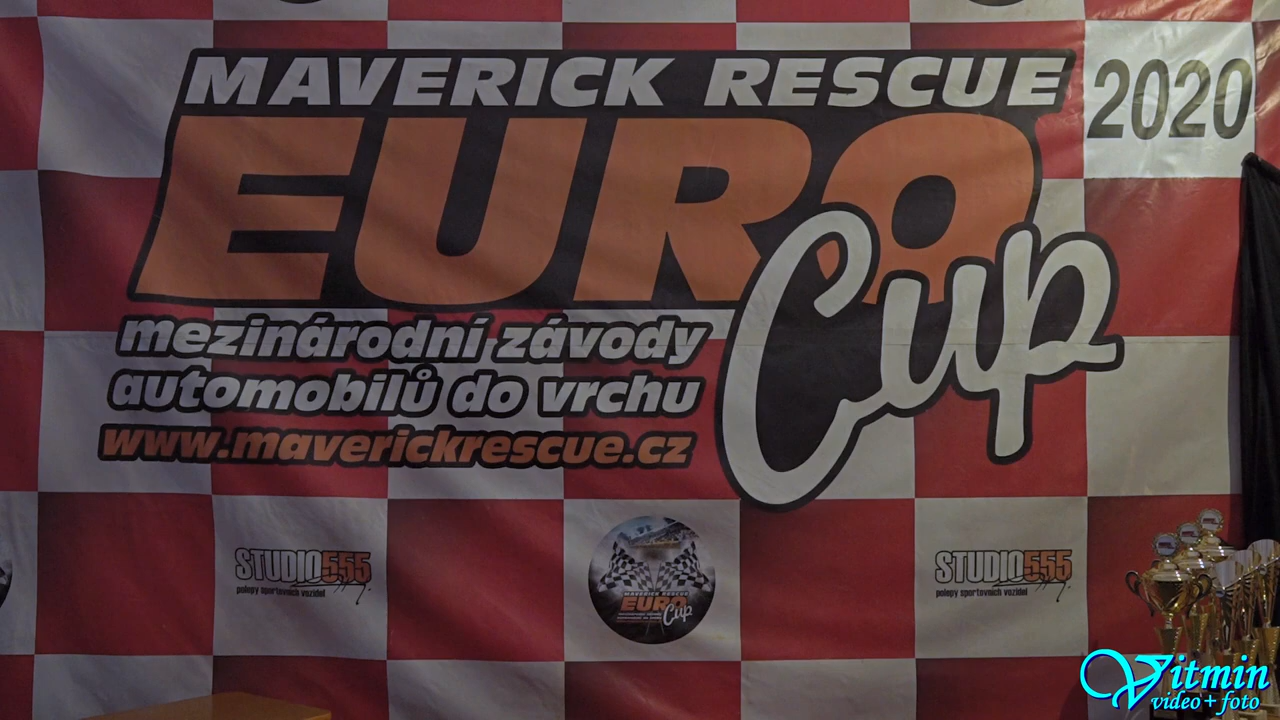 MAVERICK RESCUE
2020
EURO
Cup
mezinárodní závody
automobilů do vrchu
www.maverickrescue.cz
STUDIO555
polepy sportovních vozidel
MAVERICK RESCUE
EURO
Cup
STUDIO555
polepy sportovních vozidel
Vitmin
video+foto